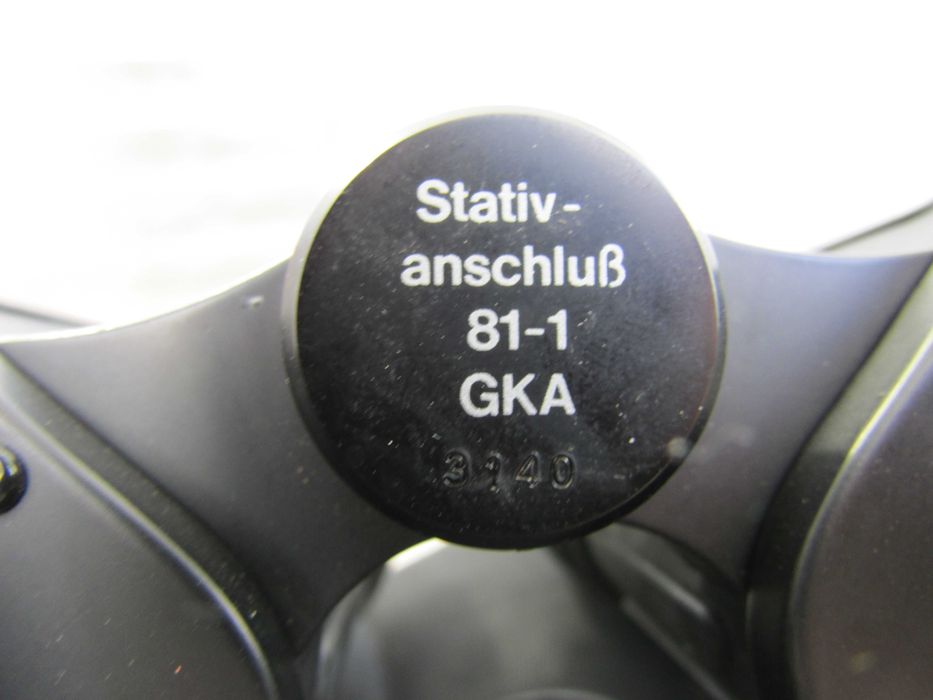 Stativ-
anschluß
81-1
GKA
3140